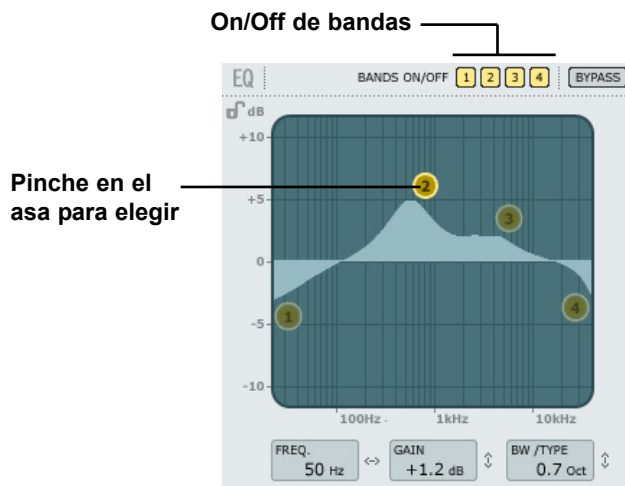 On/Off de bandas
EQ BANDS ON/OFF 1 2 3 4 BYPASS
dB
+10
Pinche en el
asa para elegir
2
+5
3
0
1
4
-5
-10
100Hz 1kHz 10kHz
FREQ. GAIN BW /TYPE
50 Hz +1.2 dB 0.7 Oct